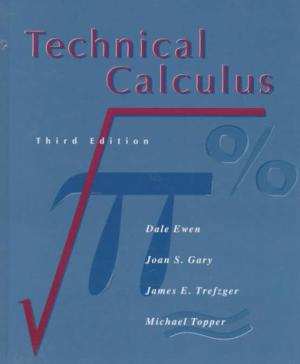 Technical
Calculus
Third Edition
%
π
Dale Ewen
Joan S. Gary
James E. Trefzger
Michael Topper